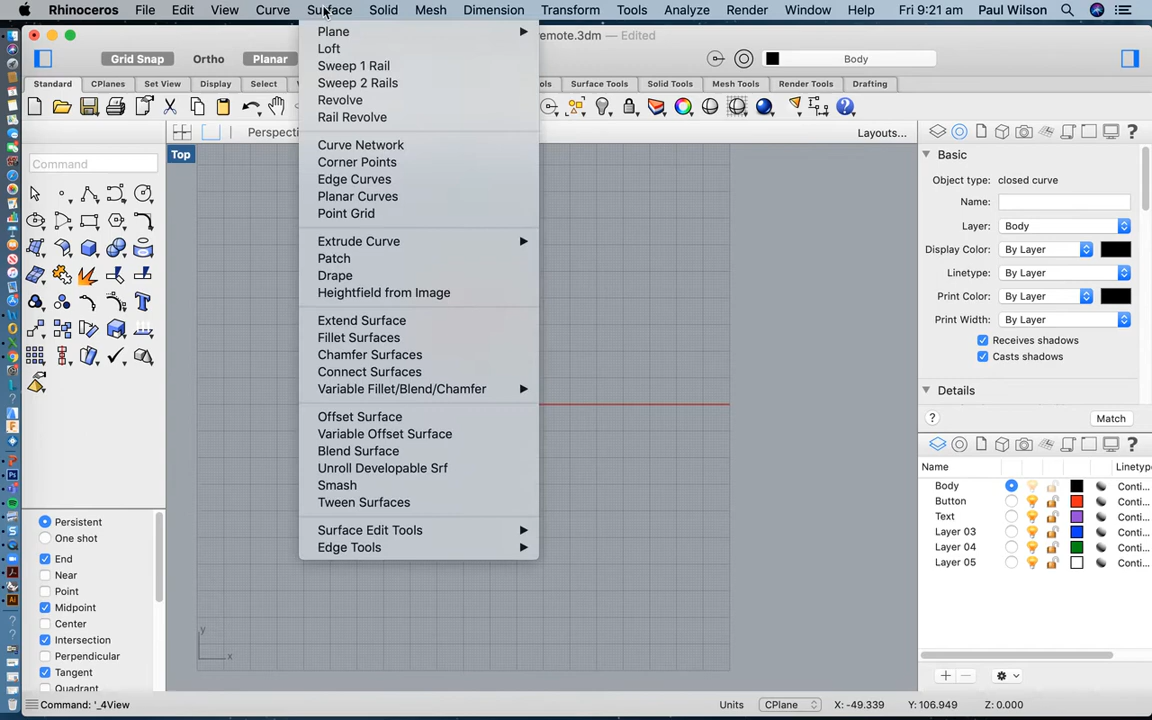 Rhinoceros File Edit View Curve Surface Solid Mesh Dimension Transform Tools Analyze Render Window Help Fri 9:21 am Paul Wilson
emote.3dm — Edited
Grid Snap Ortho Planar Body
Standard CPlanes Set View Display Select ols Surface Tools Solid Tools Mesh Tools Render Tools Drafting
Perspecti Layouts...
Command
Top
Plane
Loft
Sweep 1 Rail
Sweep 2 Rails
Revolve
Rail Revolve
Curve Network
Corner Points
Edge Curves
Planar Curves
Point Grid
Extrude Curve
Patch
Drape
Heightfield from Image
Extend Surface
Fillet Surfaces
Chamfer Surfaces
Connect Surfaces
Variable Fillet/Blend/Chamfer
Offset Surface
Variable Offset Surface
Blend Surface
Unroll Developable Srf
Smash
Tween Surfaces
Surface Edit Tools
Edge Tools
y
x
Basic
Object type: closed curve
Name:
Layer: Body
Display Color: By Layer
Linetype: By Layer
Print Color: By Layer
Print Width: By Layer
Receives shadows
Casts shadows
Details
? Match
Name Linetyp
Body Conti...
Button Conti...
Text Conti...
Layer 03 Conti...
Layer 04 Conti...
Layer 05 Conti...
Persistent
One shot
End
Near
Point
Midpoint
Center
Intersection
Perpendicular
Tangent
Quadrant
Command: '_4View Units CPlane X: -49.339 Y: 106.949 Z: 0.000